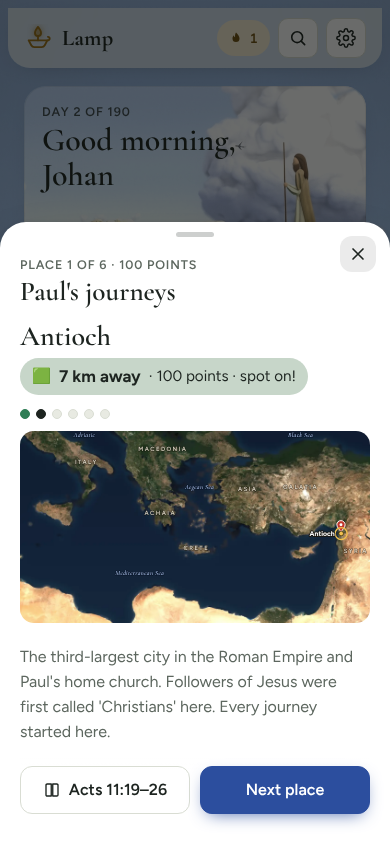 Lamp
1
DAY 2 OF 190
Good morning,
Johan
PLACE 1 OF 6 · 100 POINTS
Paul's journeys
Antioch
7 km away · 100 points · spot on!
Adriatic
Black Sea
MACEDONIA
ITALY
Aegean Sea
ASIA
GALATIA
ACHAIA
Antioch
CRETE
SYRIA
Mediterranean Sea
The third-largest city in the Roman Empire and
Paul's home church. Followers of Jesus were
first called 'Christians' here. Every journey
started here.
Acts 11:19–26
Next place